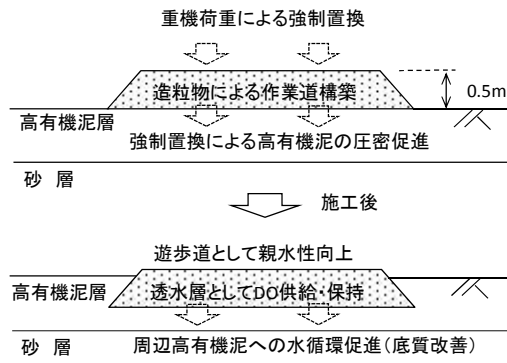 重機荷重による強制置換
造粒物による作業道構築
0.5m
高有機泥層
強制置換による高有機泥の圧密促進
砂 層
施工後
遊歩道として親水性向上
高有機泥層
透水層としてDO供給・保持
砂 層
周辺高有機泥への水循環促進(底質改善)